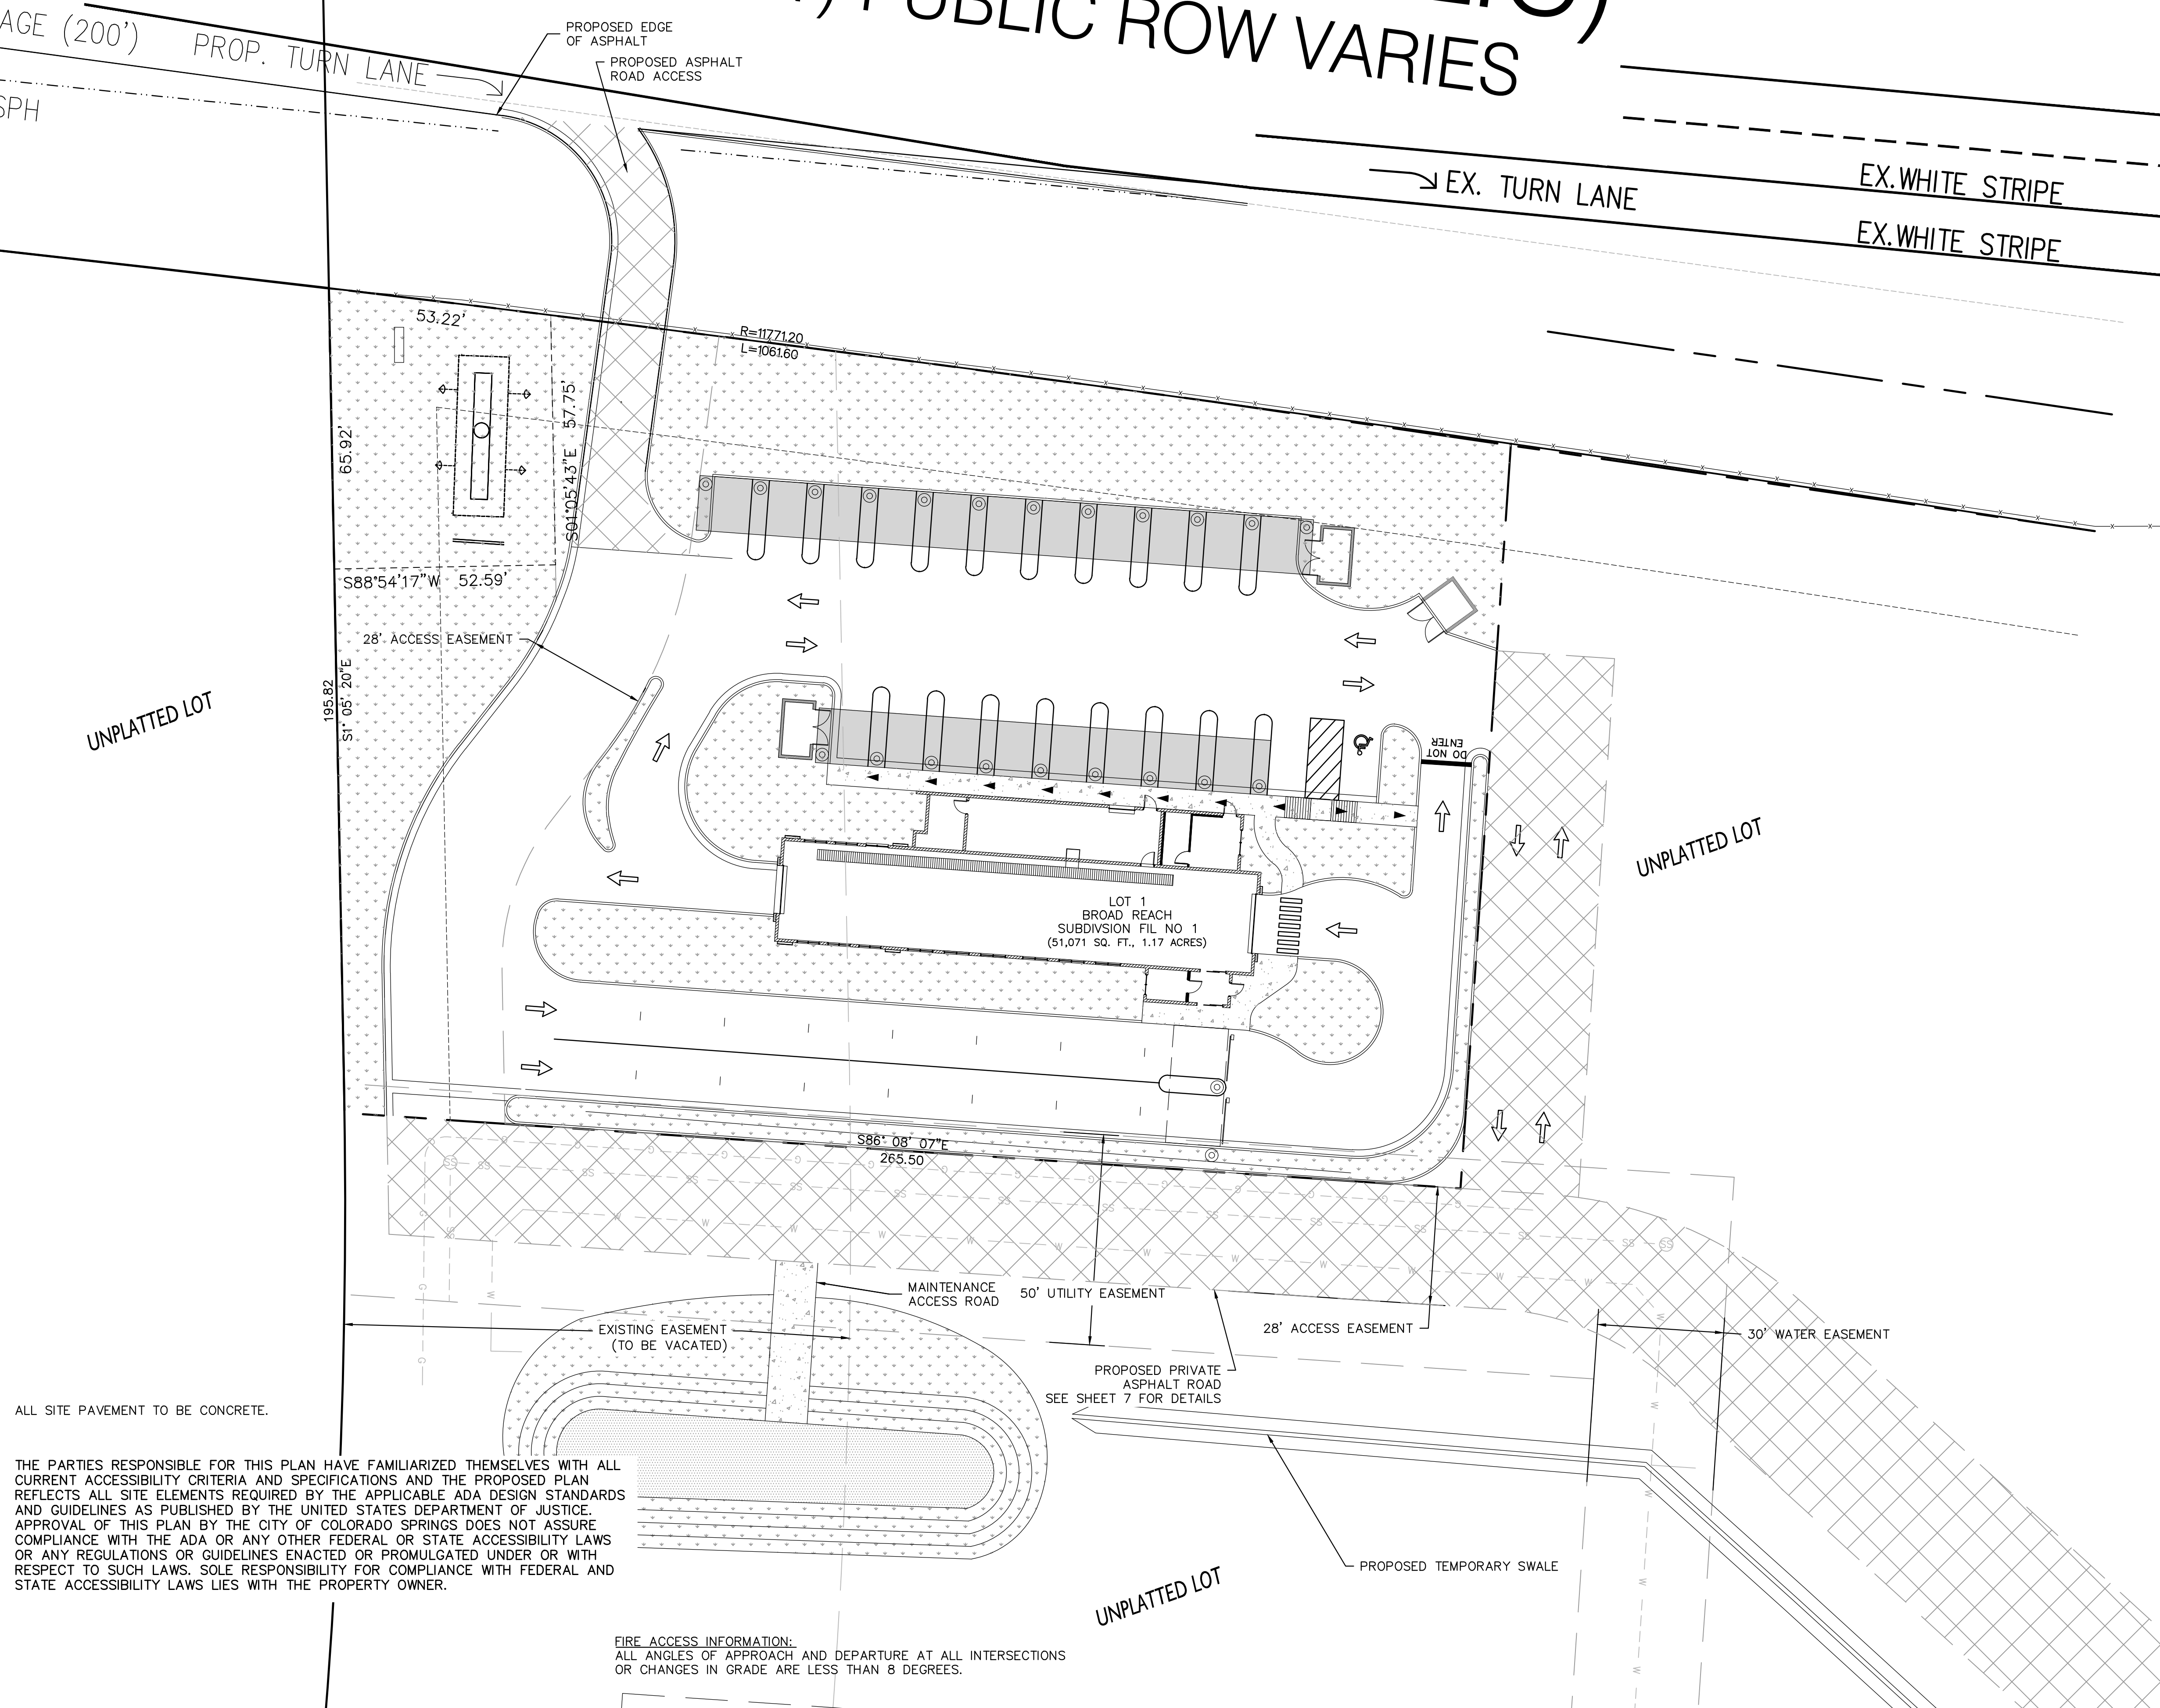 PUBLIC ROW VARIES
AGE (200')
PROP. TURN LANE
SPH
PROPOSED EDGE
OF ASPHALT
PROPOSED ASPHALT
ROAD ACCESS
EX. TURN LANE
EX.WHITE STRIPE
EX.WHITE STRIPE
53.22'
R=11771.20
L=1061.60
65.92'
S01°05'43"E 57.75'
S88°54'17"W 52.59'
28' ACCESS EASEMENT
195.82
S1° 05' 20"E
UNPLATTED LOT
DO NOT
ENTER
UNPLATTED LOT
LOT 1
BROAD REACH
SUBDIVSION FIL NO 1
(51,071 SQ. FT., 1.17 ACRES)
S86° 08' 07"E
265.50
MAINTENANCE
ACCESS ROAD
50' UTILITY EASEMENT
EXISTING EASEMENT
(TO BE VACATED)
28' ACCESS EASEMENT
30' WATER EASEMENT
PROPOSED PRIVATE
ASPHALT ROAD
SEE SHEET 7 FOR DETAILS
ALL SITE PAVEMENT TO BE CONCRETE.
THE PARTIES RESPONSIBLE FOR THIS PLAN HAVE FAMILIARIZED THEMSELVES WITH ALL
CURRENT ACCESSIBILITY CRITERIA AND SPECIFICATIONS AND THE PROPOSED PLAN
REFLECTS ALL SITE ELEMENTS REQUIRED BY THE APPLICABLE ADA DESIGN STANDARDS
AND GUIDELINES AS PUBLISHED BY THE UNITED STATES DEPARTMENT OF JUSTICE.
APPROVAL OF THIS PLAN BY THE CITY OF COLORADO SPRINGS DOES NOT ASSURE
COMPLIANCE WITH THE ADA OR ANY OTHER FEDERAL OR STATE ACCESSIBILITY LAWS
OR ANY REGULATIONS OR GUIDELINES ENACTED OR PROMULGATED UNDER OR WITH
RESPECT TO SUCH LAWS. SOLE RESPONSIBILITY FOR COMPLIANCE WITH FEDERAL AND
STATE ACCESSIBILITY LAWS LIES WITH THE PROPERTY OWNER.
PROPOSED TEMPORARY SWALE
UNPLATTED LOT
FIRE ACCESS INFORMATION:
ALL ANGLES OF APPROACH AND DEPARTURE AT ALL INTERSECTIONS
OR CHANGES IN GRADE ARE LESS THAN 8 DEGREES.